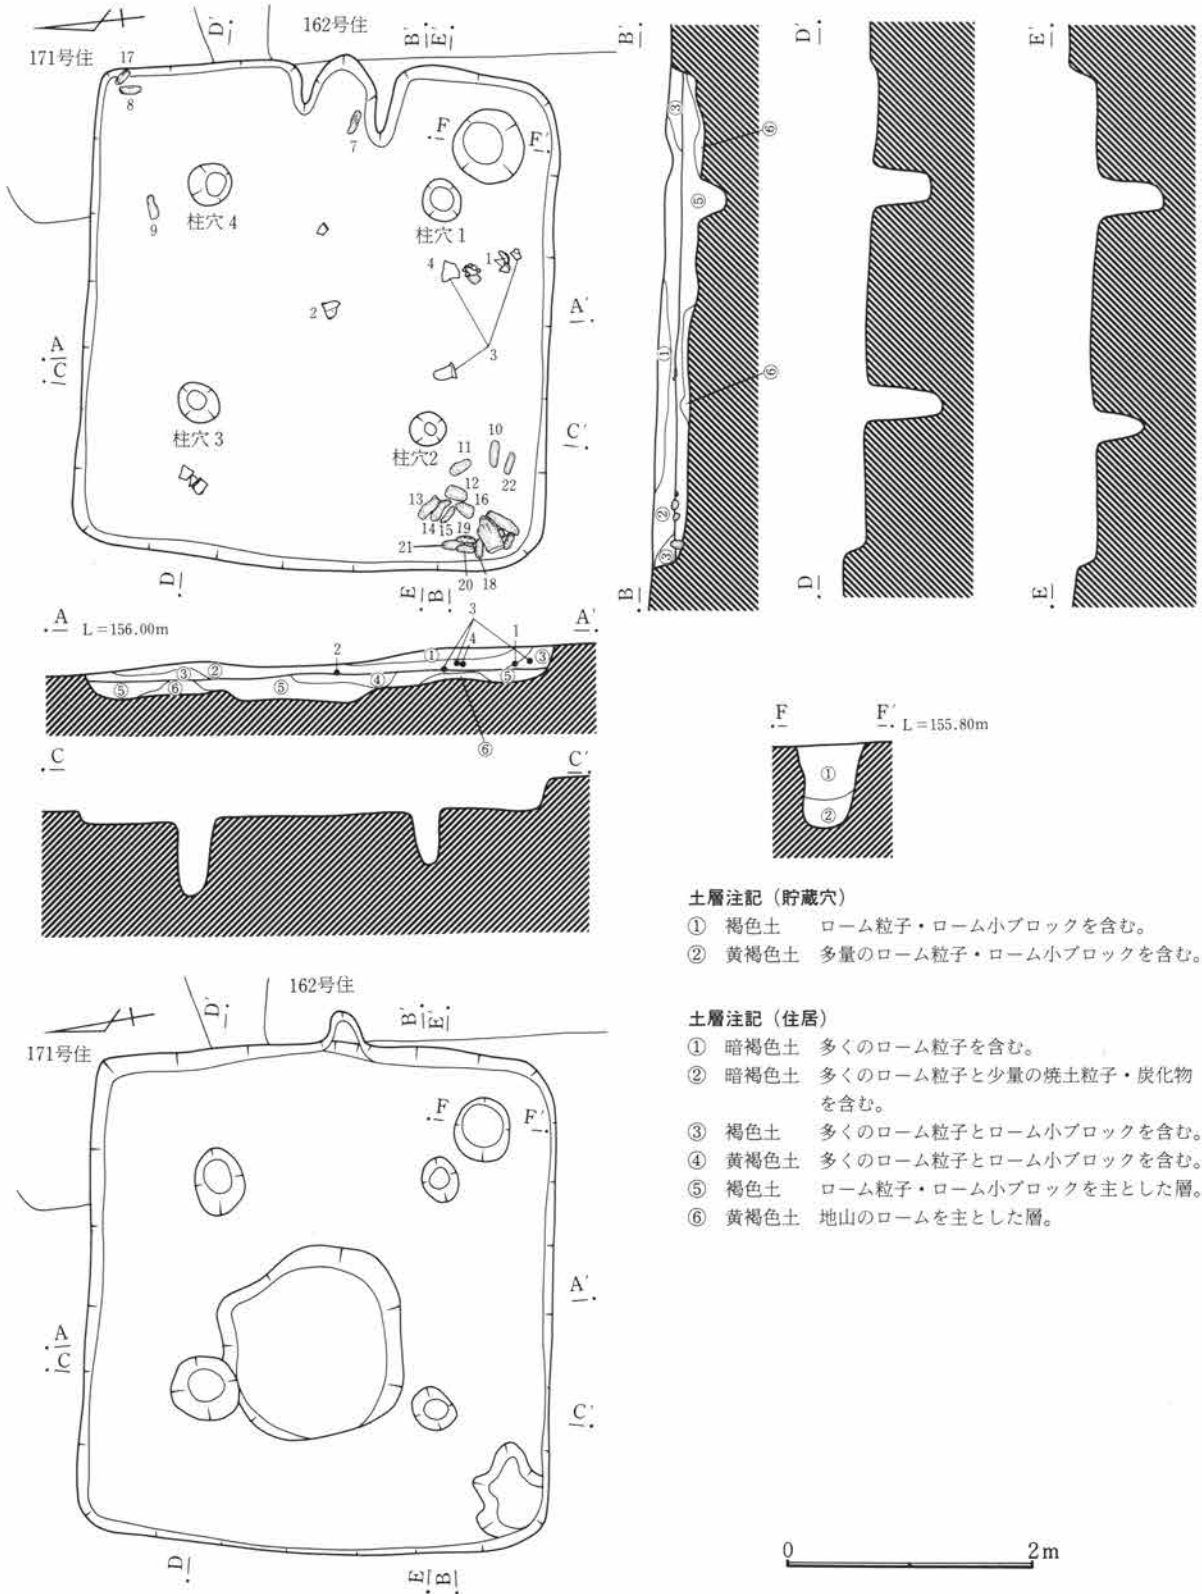 162号住
171号住
D D'
B' E'
17
8
7
F F'
9
柱穴 4
柱穴 1
4
1
2
3
A'
A
C
柱穴 3
柱穴2
C'
10
11
22
12
13
16
14
15
19
21
20
18
D
E B
B'
D'
E'
③
⑥
⑤
①
⑥
②
③
B
D
E
A L=156.00m A'
3
4
1
2
① ③
③ ② ④ ⑤
⑤ ⑥ ⑤
⑥
C C'
F F' L=155.80m
①
②
土層注記（貯蔵穴）
① 褐色土 ローム粒子・ローム小ブロックを含む。
② 黄褐色土 多量のローム粒子・ローム小ブロックを含む。
土層注記（住居）
① 暗褐色土 多くのローム粒子を含む。
② 暗褐色土 多くのローム粒子と少量の焼土粒子・炭化物
を含む。
③ 褐色土 多くのローム粒子とローム小ブロックを含む。
④ 黄褐色土 多くのローム粒子とローム小ブロックを含む。
⑤ 褐色土 ローム粒子・ローム小ブロックを主とした層。
⑥ 黄褐色土 地山のロームを主とした層。
162号住
171号住
D'
B' E'
F F'
A'
A
C
C'
D
E B
0 2m